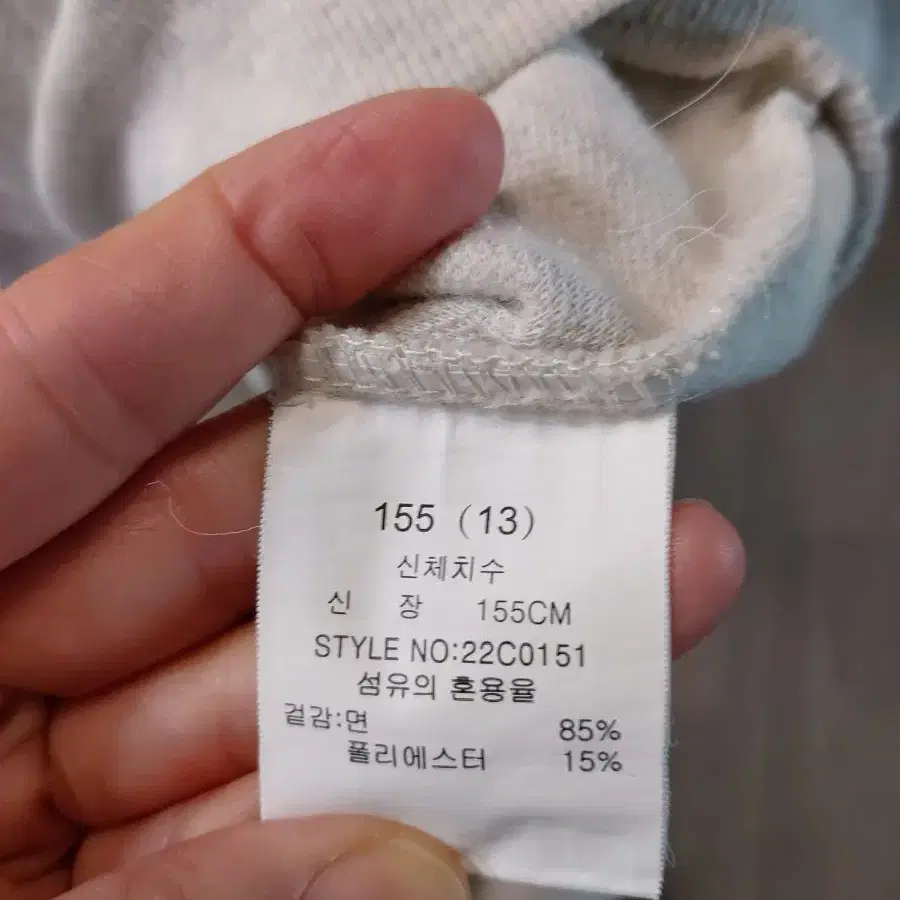 155 (13)
신체치수
신 장 155CM
STYLE NO:22C0151
섬유의 혼용율
겉감:면 85%
폴리에스터 15%